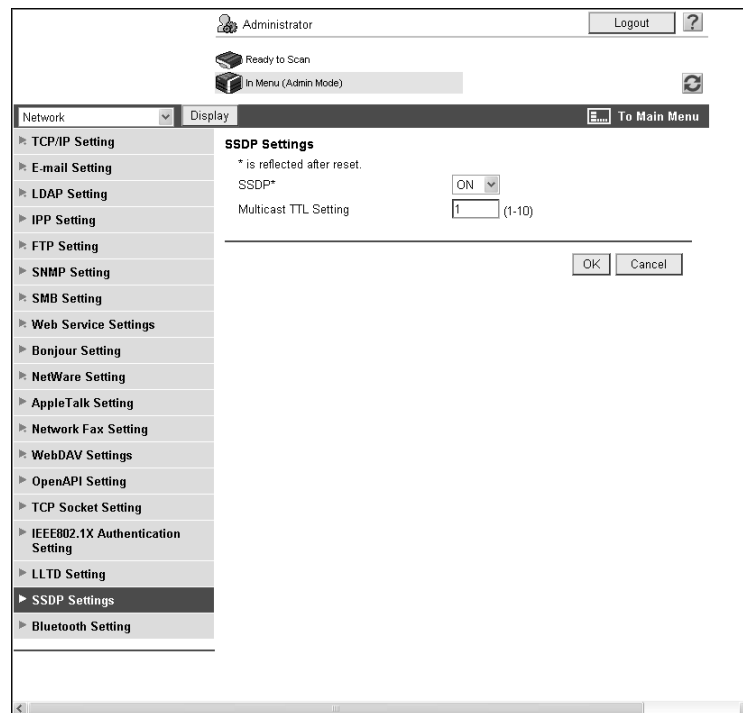 Administrator
Logout
?
Ready to Scan
In Menu (Admin Mode)
Network
Display
To Main Menu
TCP/IP Setting
E-mail Setting
LDAP Setting
IPP Setting
FTP Setting
SNMP Setting
SMB Setting
Web Service Settings
Bonjour Setting
NetWare Setting
AppleTalk Setting
Network Fax Setting
WebDAV Settings
OpenAPI Setting
TCP Socket Setting
IEEE802.1X Authentication
Setting
LLTD Setting
SSDP Settings
Bluetooth Setting
SSDP Settings
* is reflected after reset.
SSDP* ON
Multicast TTL Setting 1 (1-10)
OK Cancel